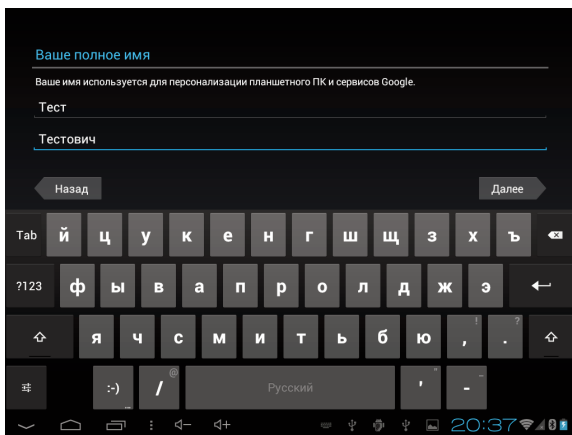 Ваше полное имя
Ваше имя используется для персонализации планшетного ПК и сервисов Google.
Тест
Тестович
Назад Далее
Tab й ц у к е н г ш щ з х ъ
?123 ф ы в а п р о л д ж э
я ч с м и т ь б ю , ! . ?
:-) ... / @ Русский ' " - _
20:37